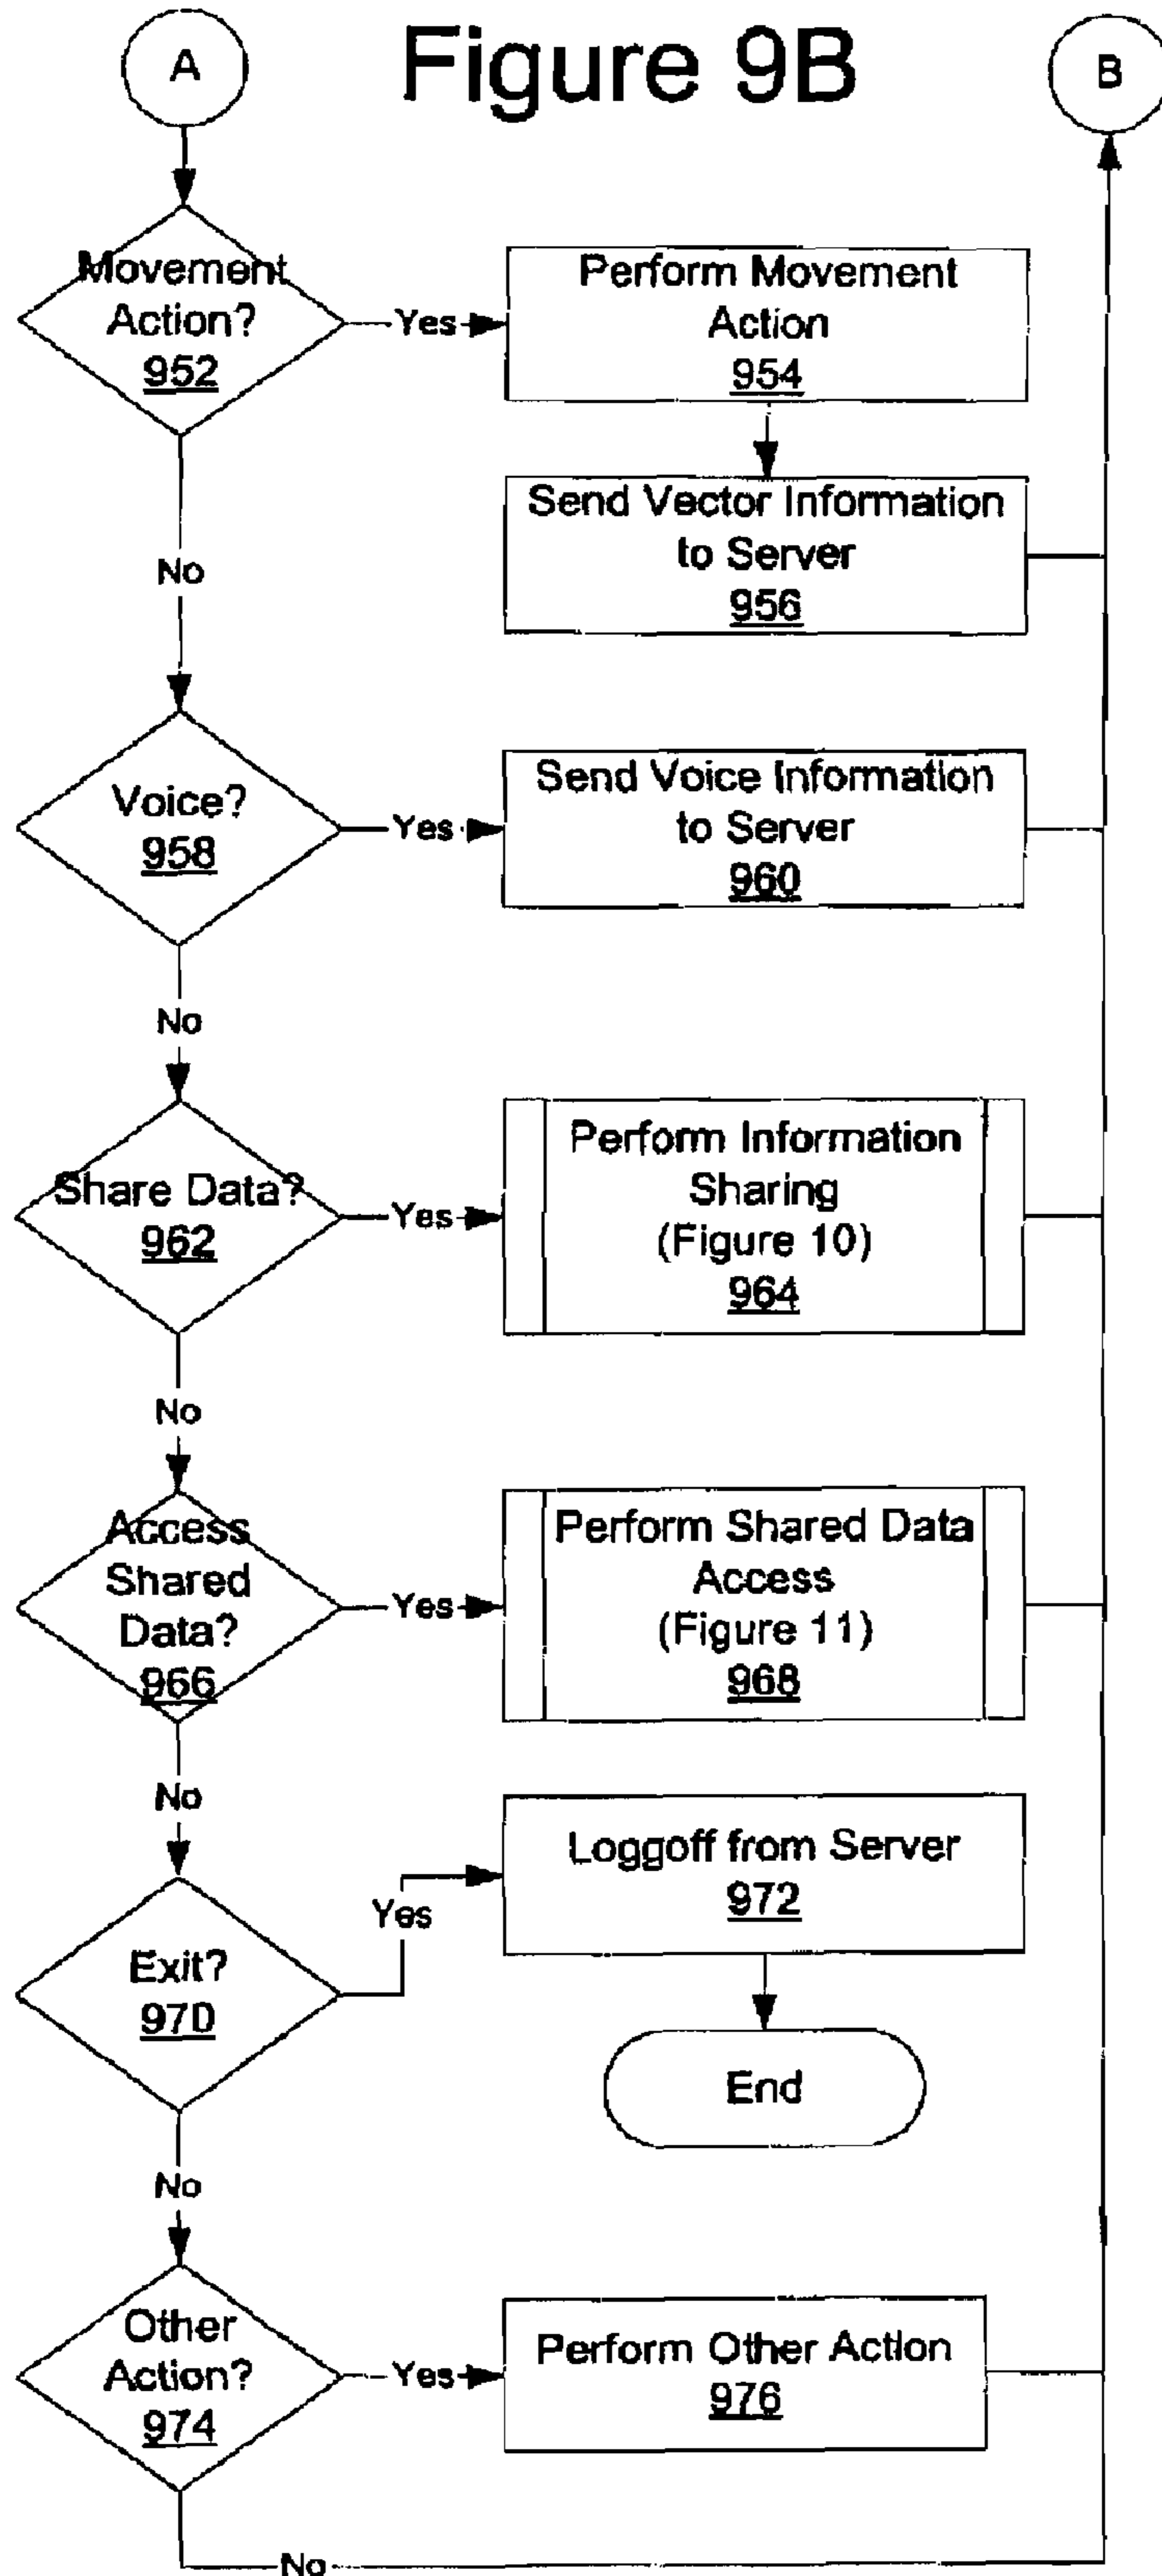 Figure 9B
A
B
Movement
Action?
952
Yes
Perform Movement
Action
954
Send Vector Information
to Server
956
No
Voice?
958
Yes
Send Voice Information
to Server
960
No
Share Data?
962
Yes
Perform Information
Sharing
(Figure 10)
964
No
Access
Shared
Data?
966
Yes
Perform Shared Data
Access
(Figure 11)
968
No
Exit?
970
Yes
Loggoff from Server
972
End
No
Other
Action?
974
Yes
Perform Other Action
976
No